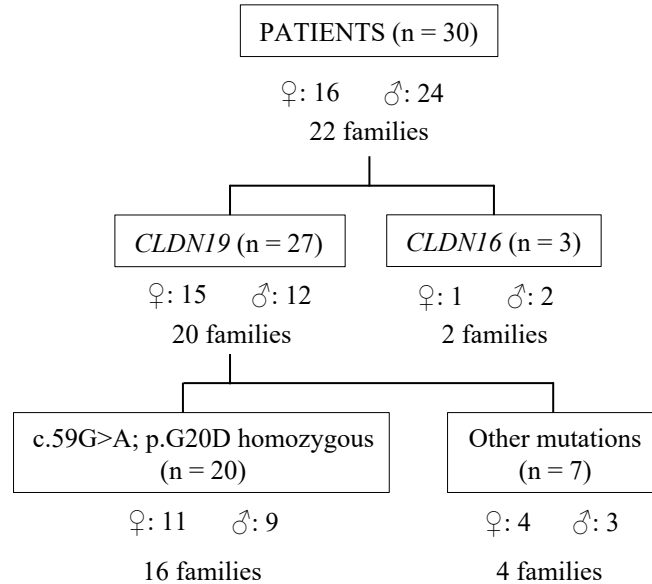 PATIENTS (n = 30)
♀: 16 ♂: 24
22 families
CLDN19 (n = 27)
CLDN16 (n = 3)
♀: 15 ♂: 12
♀: 1 ♂: 2
20 families
2 families
c.59G>A; p.G20D homozygous
(n = 20)
Other mutations
(n = 7)
♀: 11 ♂: 9
♀: 4 ♂: 3
16 families
4 families